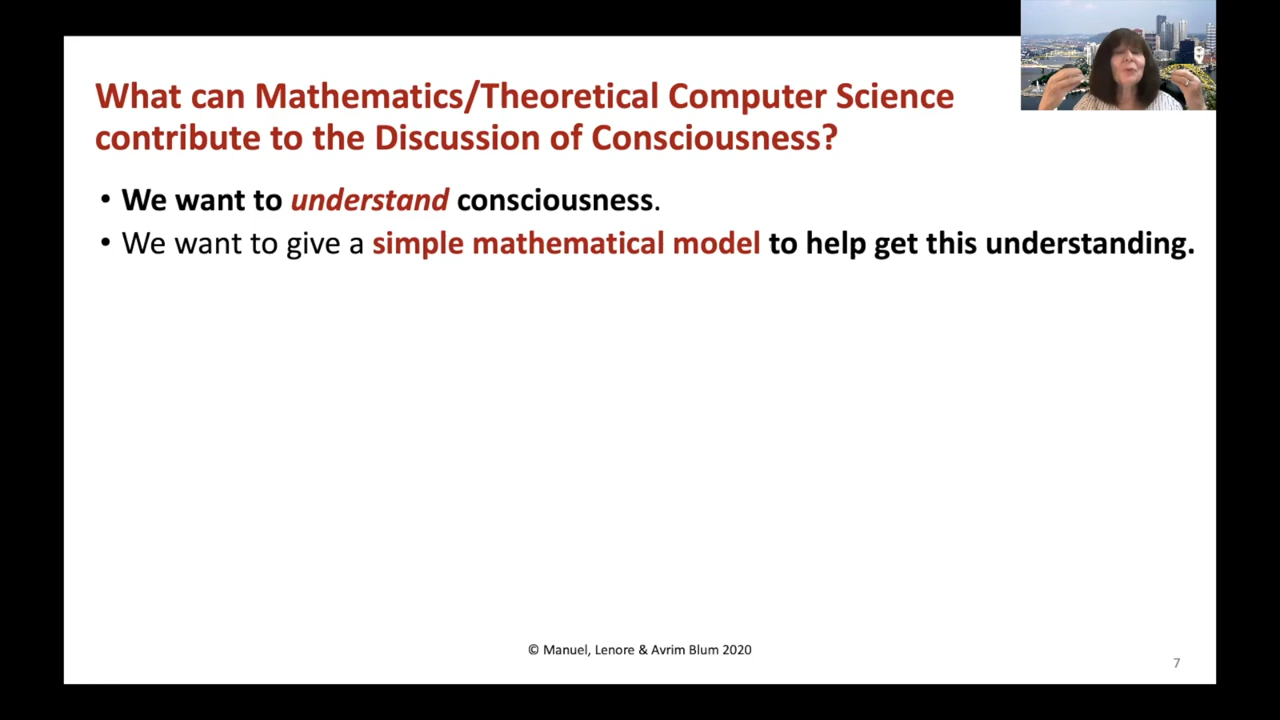 What can Mathematics/Theoretical Computer Science
contribute to the Discussion of Consciousness?
• We want to understand consciousness.
• We want to give a simple mathematical model to help get this understanding.
© Manuel, Lenore & Avrim Blum 2020
7